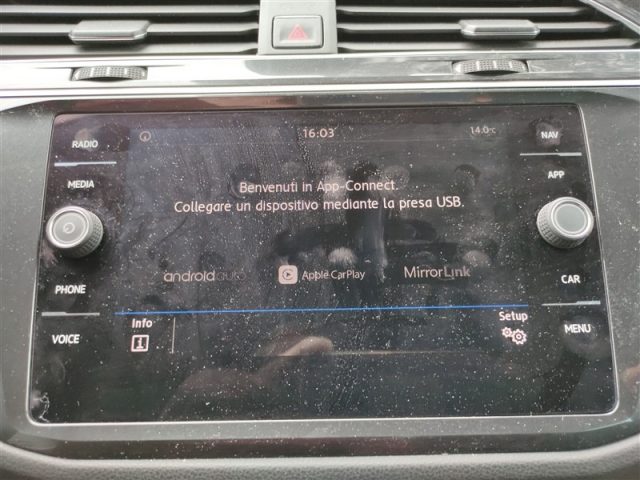 RADIO
16:03
14.0°C
NAV
MEDIA
APP
Benvenuti in App-Connect.
Collegare un dispositivo mediante la presa USB.
androidauto
Apple CarPlay
MirrorLink
PHONE
CAR
Info
Setup
VOICE
MENU